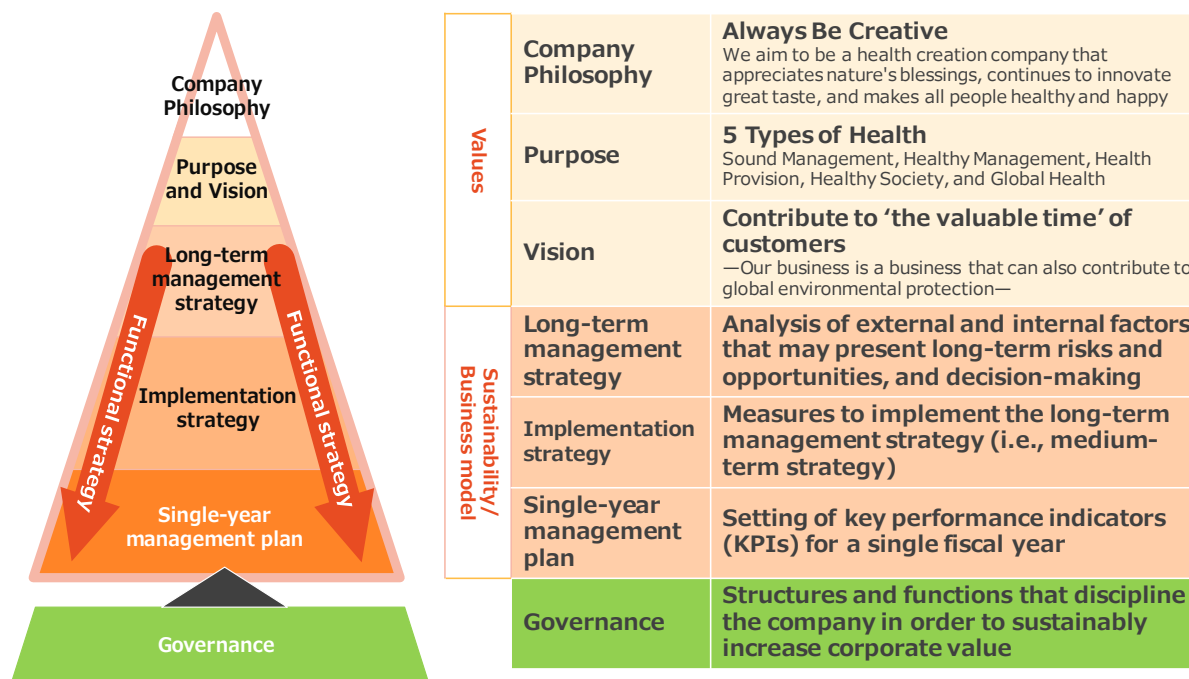 Company
Philosophy
Purpose
and Vision
Long-term
management
strategy
Functional strategy
Functional strategy
Implementation
strategy
Single-year
management plan
Governance
Values
Company
Philosophy
Always Be Creative
We aim to be a health creation company that
appreciates nature's blessings, continues to innovate
great taste, and makes all people healthy and happy
Purpose
5 Types of Health
Sound Management, Healthy Management, Health
Provision, Healthy Society, and Global Health
Vision
Contribute to ‘the valuable time’ of
customers
—Our business is a business that can also contribute to
global environmental protection—
Sustainability/
Business model
Long-term
management
strategy
Analysis of external and internal factors
that may present long-term risks and
opportunities, and decision-making
Implementation
strategy
Measures to implement the long-term
management strategy (i.e., medium-
term strategy)
Single-year
management
plan
Setting of key performance indicators
(KPIs) for a single fiscal year
Governance
Structures and functions that discipline
the company in order to sustainably
increase corporate value